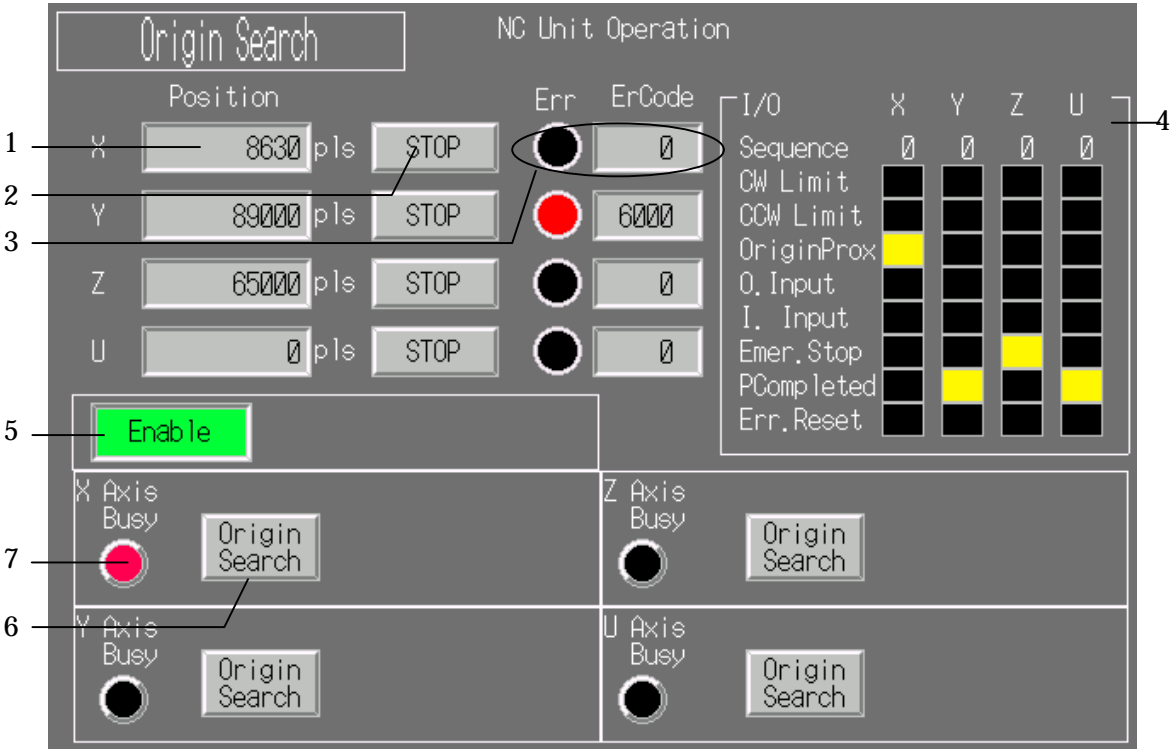 Origin Search
NC Unit Operation
Position Err ErCode
1 X 8630 pls STOP 0
2
Y 89000 pls STOP 6000
3
Z 65000 pls STOP 0
U 0 pls STOP 0
I/O X Y Z U
4
Sequence 0 0 0 0
CW Limit
CCW Limit
OriginProx
O.Input
I. Input
Emer.Stop
PCompleted
Err.Reset
5 Enable
X Axis
Busy
Origin
Search
7
6
Z Axis
Busy
Origin
Search
Y Axis
Busy
Origin
Search
U Axis
Busy
Origin
Search